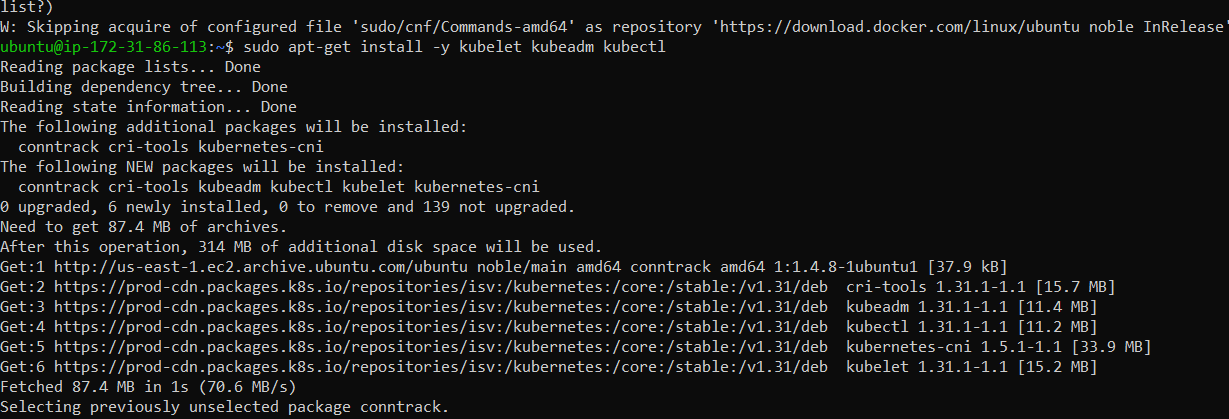 list?)
W: Skipping acquire of configured file 'sudo/cnf/Commands-amd64' as repository 'https://download.docker.com/linux/ubuntu noble InRelease'
ubuntu@ip-172-31-86-113:~$ sudo apt-get install -y kubelet kubeadm kubectl
Reading package lists... Done
Building dependency tree... Done
Reading state information... Done
The following additional packages will be installed:
  conntrack cri-tools kubernetes-cni
The following NEW packages will be installed:
  conntrack cri-tools kubeadm kubectl kubelet kubernetes-cni
0 upgraded, 6 newly installed, 0 to remove and 139 not upgraded.
Need to get 87.4 MB of archives.
After this operation, 314 MB of additional disk space will be used.
Get:1 http://us-east-1.ec2.archive.ubuntu.com/ubuntu noble/main amd64 conntrack amd64 1:1.4.8-1ubuntu1 [37.9 kB]
Get:2 https://prod-cdn.packages.k8s.io/repositories/isv:/kubernetes:/core:/stable:/v1.31/deb  cri-tools 1.31.1-1.1 [15.7 MB]
Get:3 https://prod-cdn.packages.k8s.io/repositories/isv:/kubernetes:/core:/stable:/v1.31/deb  kubeadm 1.31.1-1.1 [11.4 MB]
Get:4 https://prod-cdn.packages.k8s.io/repositories/isv:/kubernetes:/core:/stable:/v1.31/deb  kubectl 1.31.1-1.1 [11.2 MB]
Get:5 https://prod-cdn.packages.k8s.io/repositories/isv:/kubernetes:/core:/stable:/v1.31/deb  kubernetes-cni 1.5.1-1.1 [33.9 MB]
Get:6 https://prod-cdn.packages.k8s.io/repositories/isv:/kubernetes:/core:/stable:/v1.31/deb  kubelet 1.31.1-1.1 [15.2 MB]
Fetched 87.4 MB in 1s (70.6 MB/s)
Selecting previously unselected package conntrack.